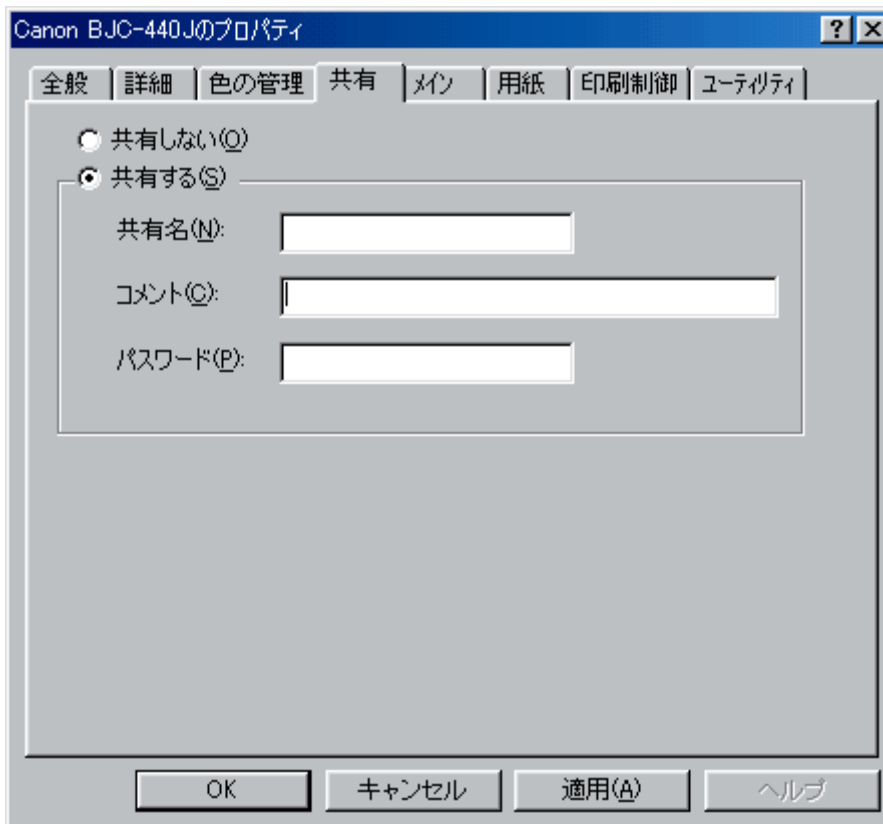 Canon BJC-440Jのプロパティ
全般 詳細 色の管理 共有 メイン 用紙 印刷制御 ユーティリティ
共有しない(O)
共有する(S)
共有名(N):
コメント(C):
パスワード(P):
OK キャンセル 適用(A) ヘルプ